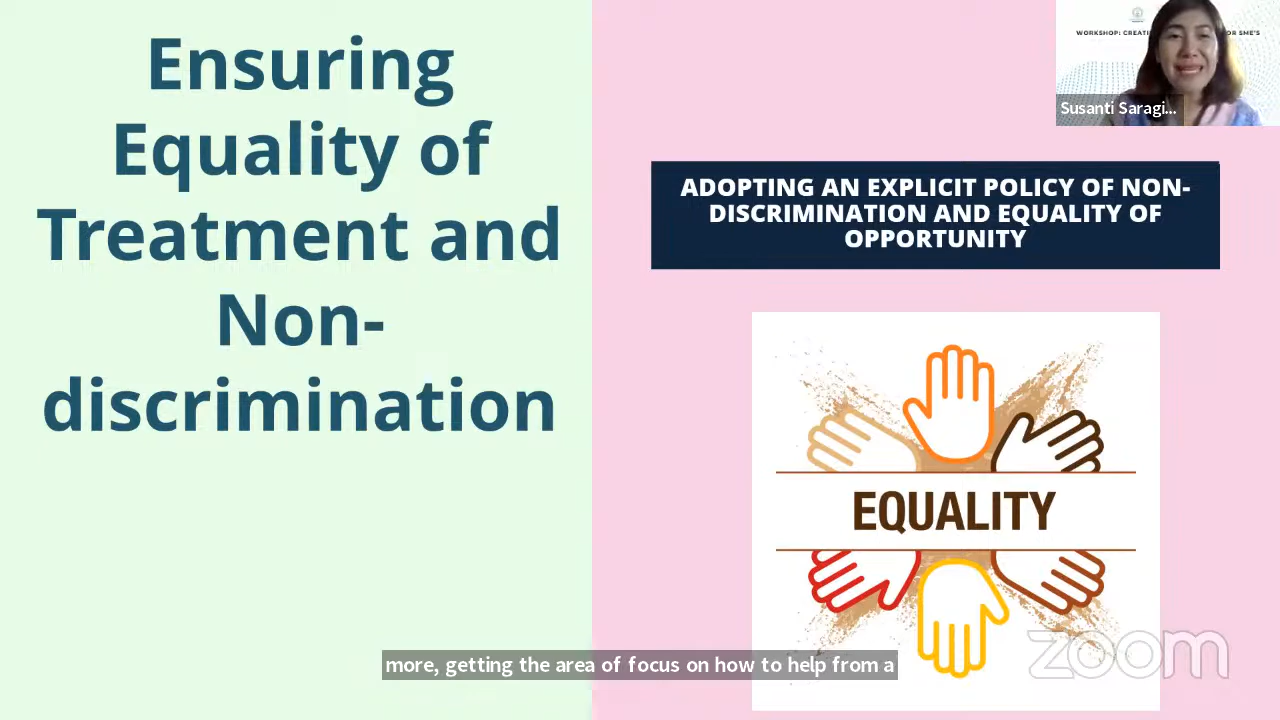 Ensuring
Equality of
Treatment and
Non-
discrimination
WORKSHOP: CREATI
OR SME'S
Susanti Saragi...
ADOPTING AN EXPLICIT POLICY OF NON-
DISCRIMINATION AND EQUALITY OF
OPPORTUNITY
EQUALITY
more, getting the area of focus on how to help from a
zoom